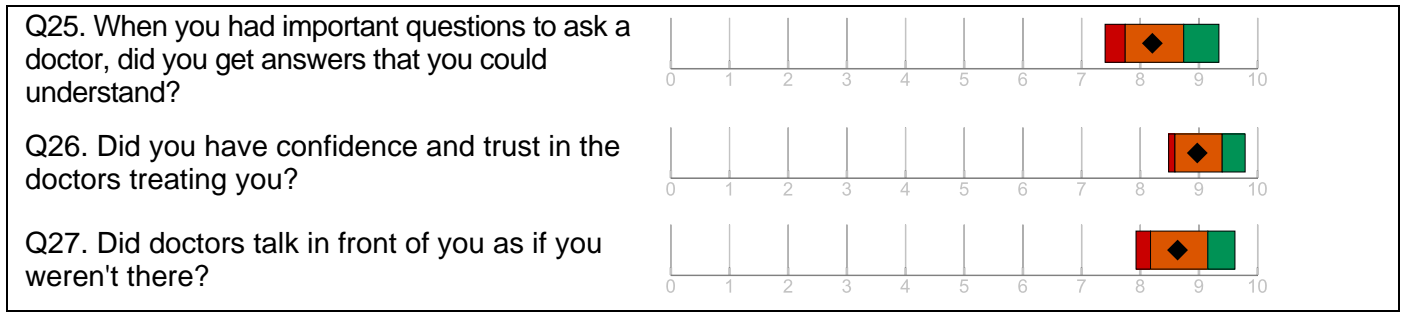 Q25. When you had important questions to ask a
doctor, did you get answers that you could
understand?
0 1 2 3 4 5 6 7 8 9 10
Q26. Did you have confidence and trust in the
doctors treating you?
0 1 2 3 4 5 6 7 8 9 10
Q27. Did doctors talk in front of you as if you
weren't there?
0 1 2 3 4 5 6 7 8 9 10